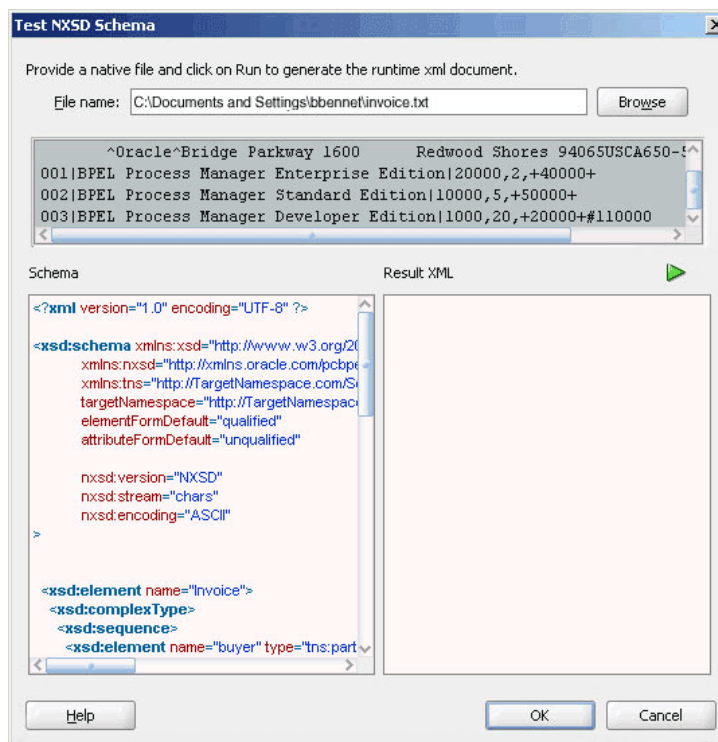 Test NXSD Schema
Provide a native file and click on Run to generate the runtime xml document.
File name: C:\Documents and Settings\bbennet\invoice.txt Browse
^Oracle^Bridge Parkway 1600 Redwood Shores 94065USCA650-5
001|BPEL Process Manager Enterprise Edition|20000,2,+40000+
002|BPEL Process Manager Standard Edition|10000,5,+50000+
003|BPEL Process Manager Developer Edition|1000,20,+20000+#110000
Schema Result XML
<?xml version="1.0" encoding="UTF-8" ?>
<xsd:schema xmlns:xsd="http://www.w3.org/20
xmlns:nxsd="http://xmlns.oracle.com/pcbpe
xmlns:tns="http://TargetNamespace.com/Se
targetNamespace="http://TargetNamespac
elementFormDefault="qualified"
attributeFormDefault="unqualified"
nxsd:version="NXSD"
nxsd:stream="chars"
nxsd:encoding="ASCII"
>
<xsd:element name="Invoice">
<xsd:complexType>
<xsd:sequence>
<xsd:element name="buyer" type="tns:part
Help OK Cancel